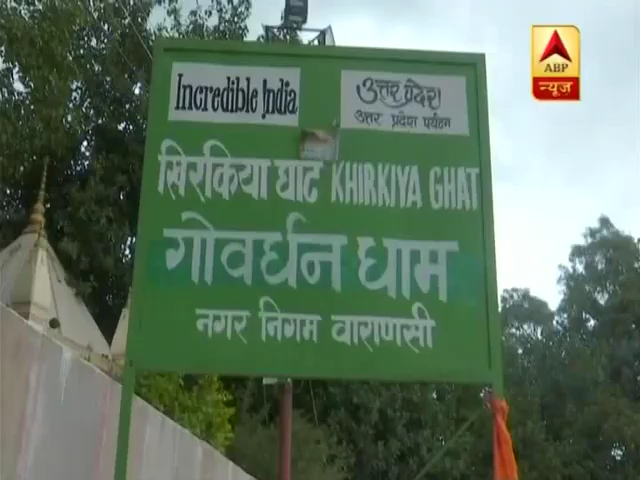 ABP
न्यूज़
Incredible India
उत्तर प्रदेश
उत्तर प्रदेश पर्यटन
सिरकिया घाट KHIRKIYA GHAT
गोवर्धन धाम
नगर निगम वाराणसी